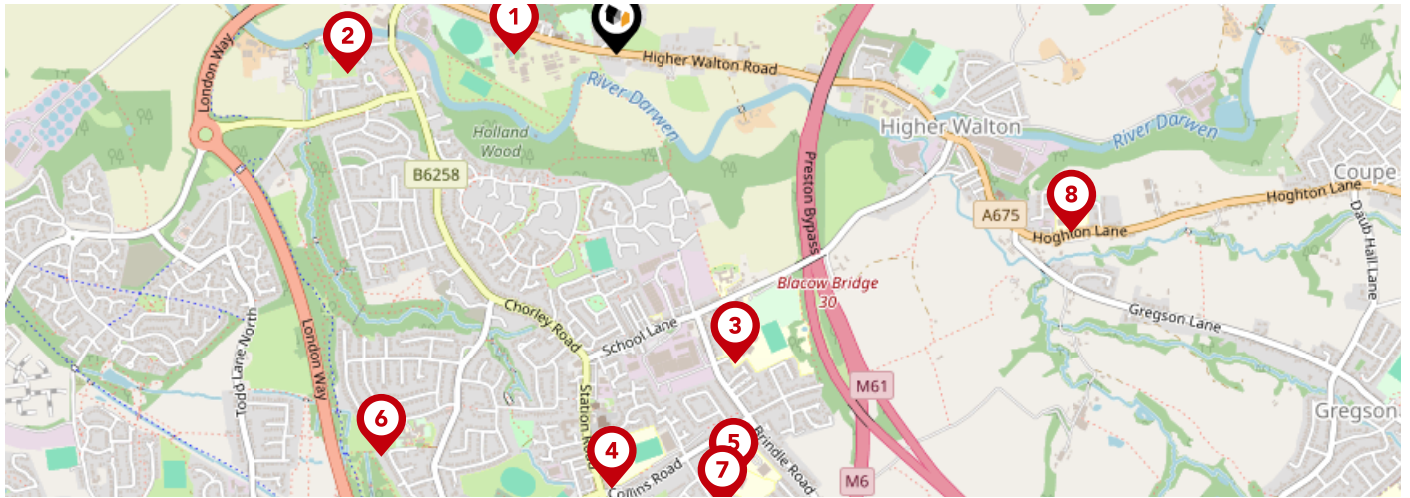 1
2
London Way
Higher Walton Road
River Darwen
Higher Walton
River Darwen
Holland
Wood
B6258
Preston Bypass
Coupe
8
Hoghton Lane
A675
Hoghton Lane
Daub Hall Lane
Blacow Bridge
30
Chorley Road
School Lane
3
Gregson Lane
Todd Lane North
London Way
M61
Station Road
6
4
5
7
Brindle Road
Collins Road
Gregson
M6